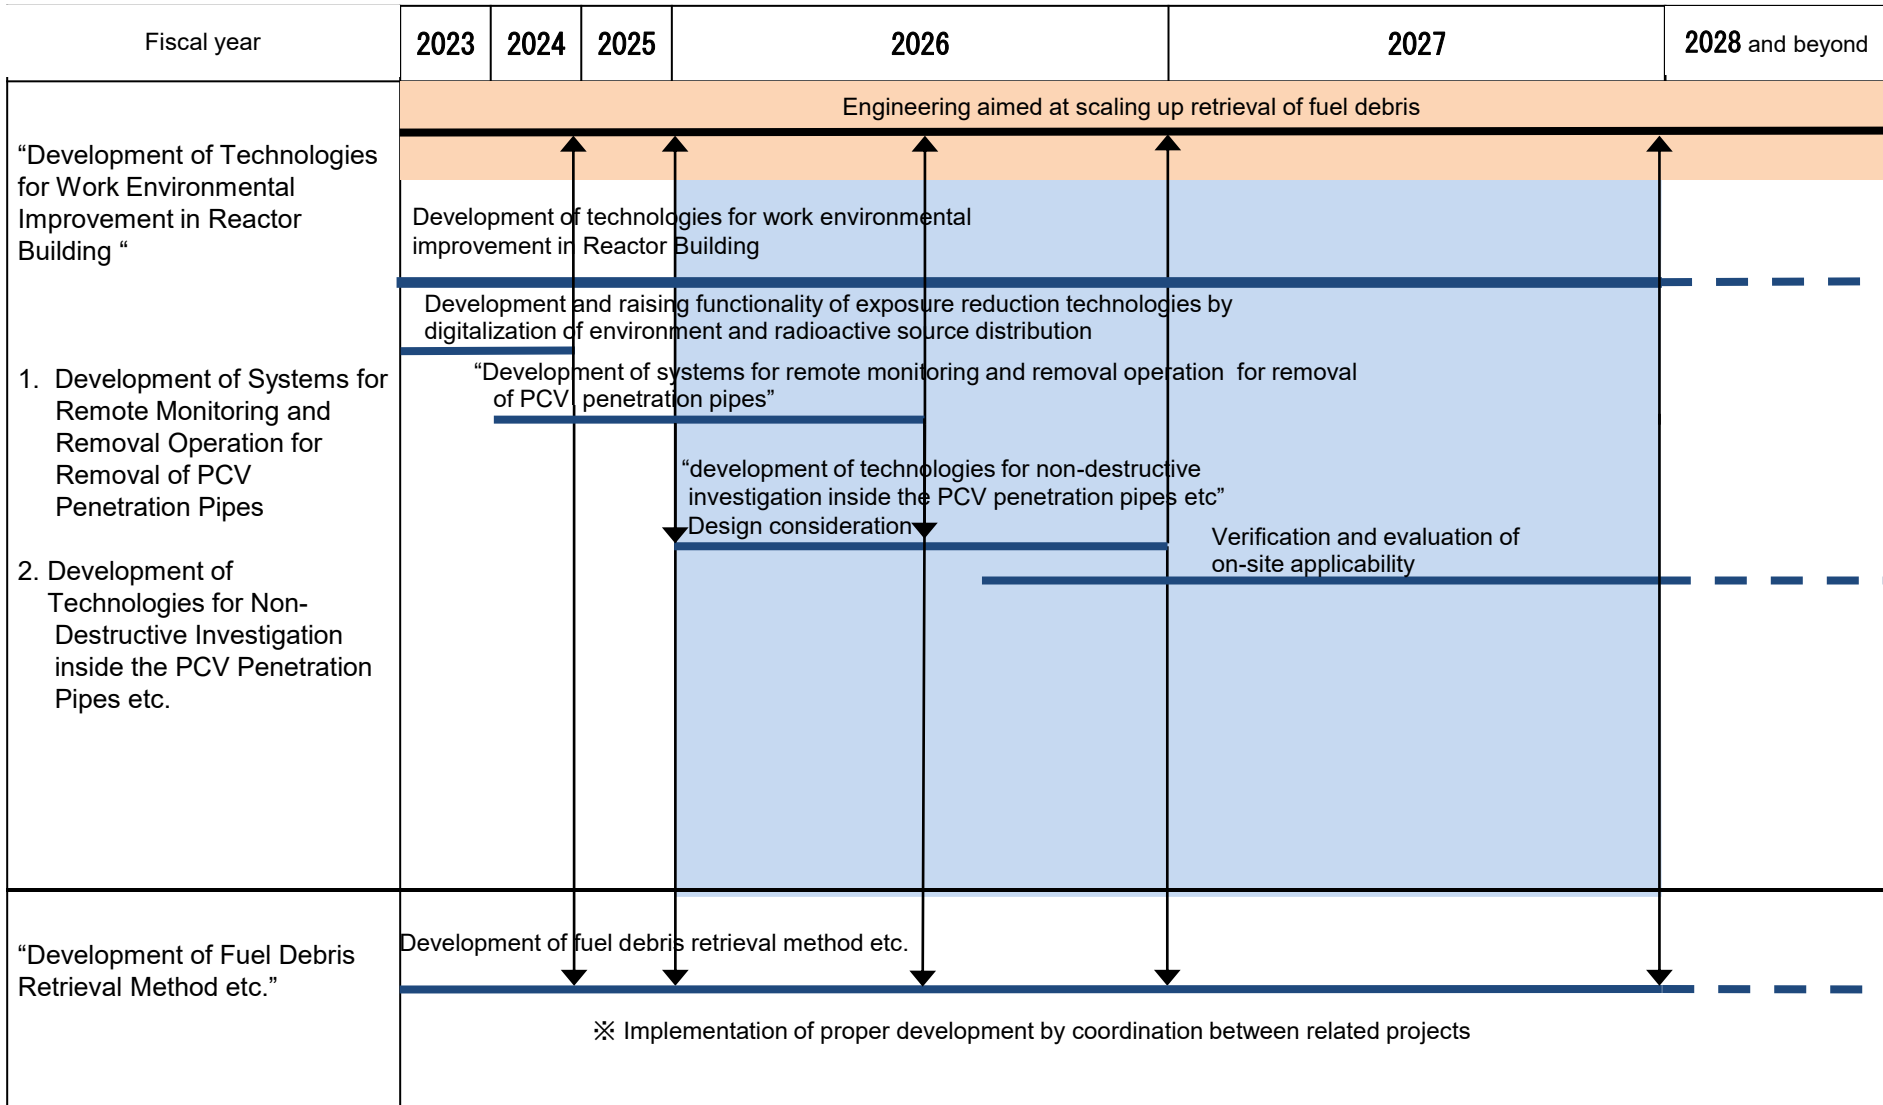 Fiscal year
2023
2024
2025
2026
2027
2028 and beyond
Engineering aimed at scaling up retrieval of fuel debris
“Development of Technologies
for Work Environmental
Improvement in Reactor
Building “
Development of technologies for work environmental
improvement in Reactor Building
Development and raising functionality of exposure reduction technologies by
digitalization of environment and radioactive source distribution
1. Development of Systems for
Remote Monitoring and
Removal Operation for
Removal of PCV
Penetration Pipes
“Development of systems for remote monitoring and removal operation for removal
of PCV penetration pipes”
“development of technologies for non-destructive
investigation inside the PCV penetration pipes etc”
Design consideration
Verification and evaluation of
on-site applicability
2. Development of
Technologies for Non-
Destructive Investigation
inside the PCV Penetration
Pipes etc.
“Development of Fuel Debris
Retrieval Method etc.”
Development of fuel debris retrieval method etc.
※ Implementation of proper development by coordination between related projects